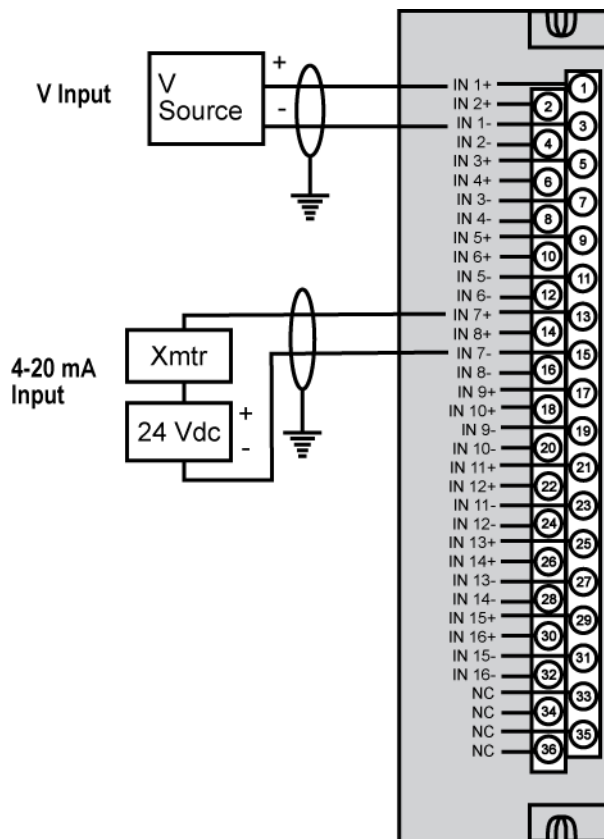 V Input
V
Source
+
-
4-20 mA
Input
Xmtr
24 Vdc
+
-
IN 1+ 1
IN 2+ 2
IN 1- 3
IN 2- 4
IN 3+ 5
IN 4+ 6
IN 3- 7
IN 4- 8
IN 5+ 9
IN 6+ 10
IN 5- 11
IN 6- 12
IN 7+ 13
IN 8+ 14
IN 7- 15
IN 8- 16
IN 9+ 17
IN 10+ 18
IN 9- 19
IN 10- 20
IN 11+ 21
IN 12+ 22
IN 11- 23
IN 12- 24
IN 13+ 25
IN 14+ 26
IN 13- 27
IN 14- 28
IN 15+ 29
IN 16+ 30
IN 15- 31
IN 16- 32
NC 33
NC 34
NC 35
NC 36